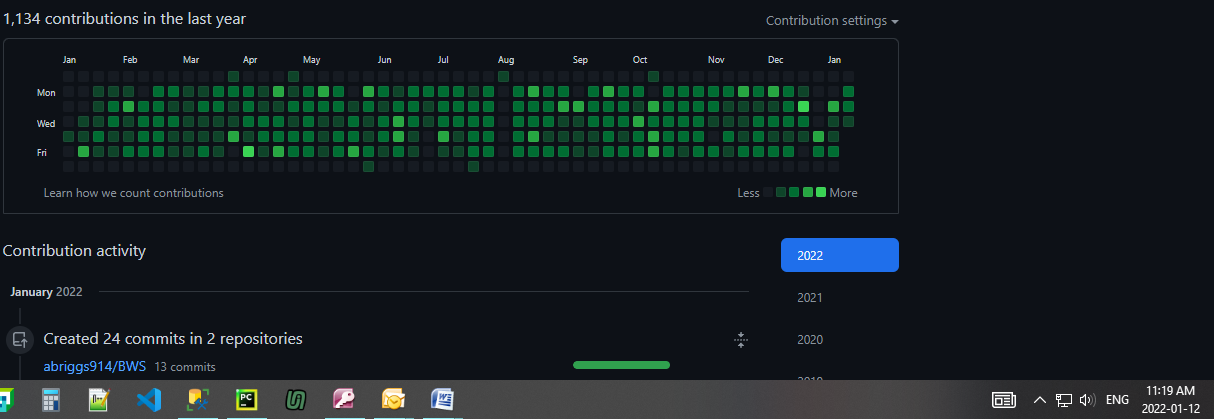 1,134 contributions in the last year
Contribution settings
Jan Feb Mar Apr May Jun Jul Aug Sep Oct Nov Dec Jan
Mon
Wed
Fri
Learn how we count contributions
Less More
Contribution activity
2022
January 2022
2021
Created 24 commits in 2 repositories
2020
abriggs914/BWS 13 commits
2019
PC
W
ENG
11:19 AM
2022-01-12